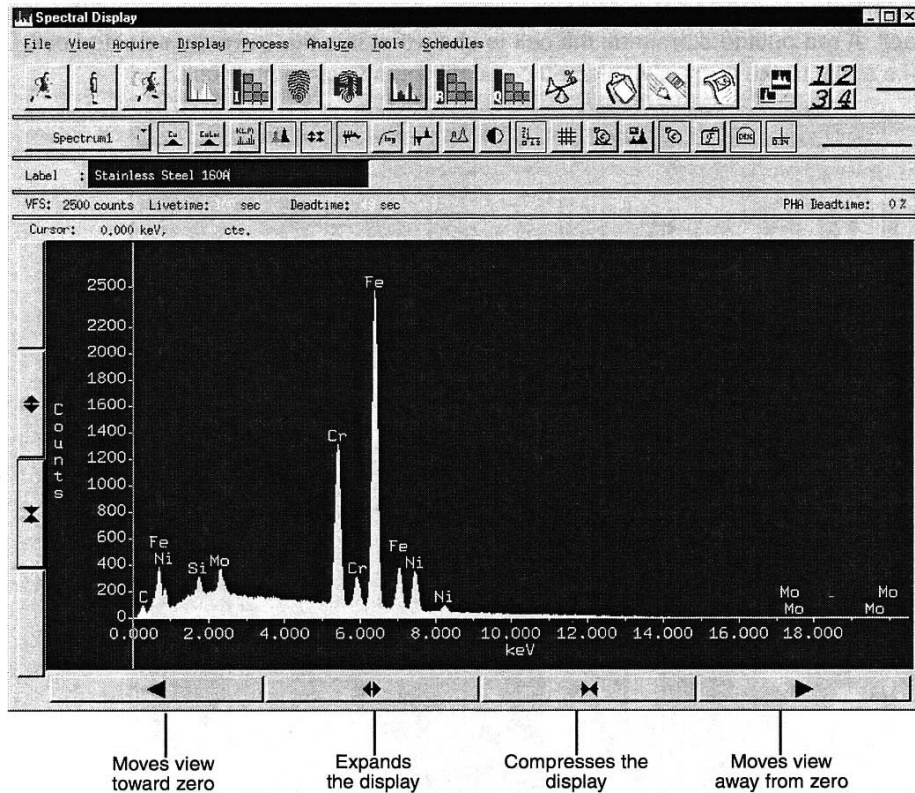 Spectral Display
File View Acquire Display Process Analyze Tools Schedules
1 2
3 4
Spectrum1
Label : Stainless Steel 160A
VFS: 2500 counts Livetime: sec Deadtime: sec PHA Deadtime: 0 %
Cursor: 0.000 keV, cts.
Counts
2500
2200
2000
1800
1600
1400
1200
1000
800
600
400
200
0
Fe
Cr
Fe
Ni Si Mo Cr Fe Ni
C Ni
Mo - Mo
Mo Mo
0.000 2.000 4.000 6.000 8.000 10.000 12.000 14.000 16.000 18.000
keV
Moves view toward zero
Expands the display
Compresses the display
Moves view away from zero